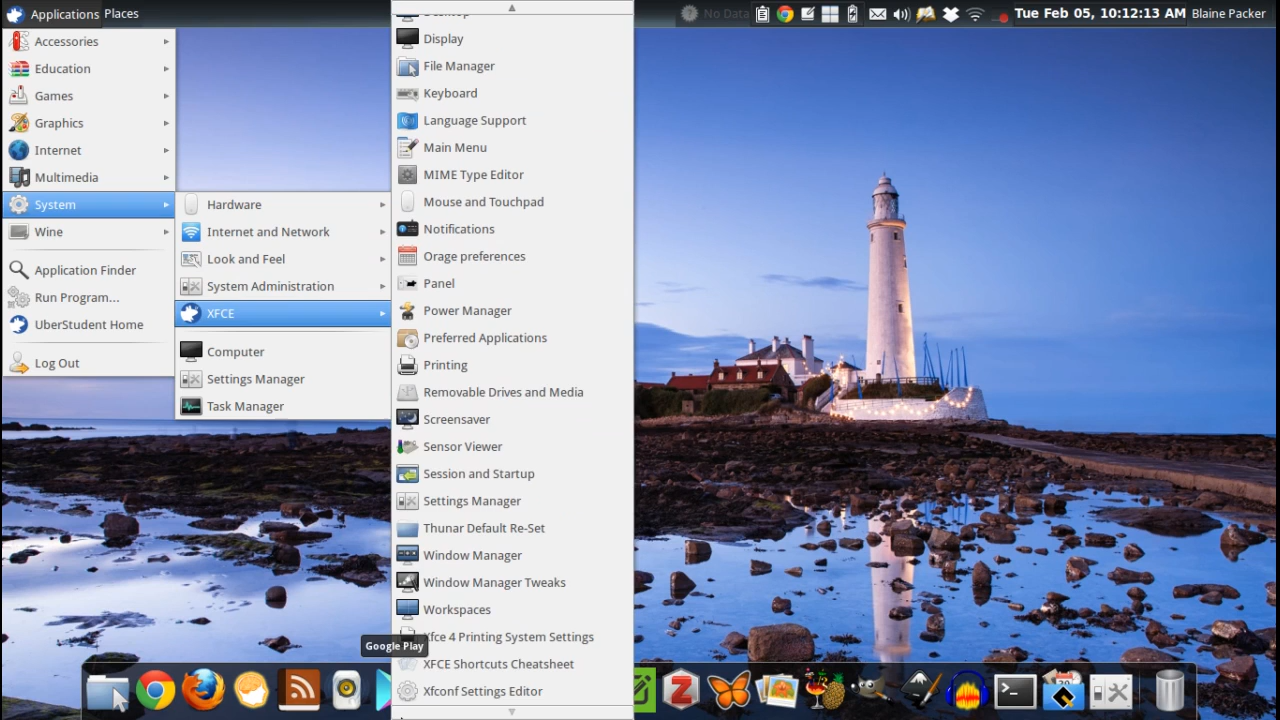 Applications Places
No Data
Tue Feb 05, 10:12:13 AM Blaine Packer
Accessories
Education
Games
Graphics
Internet
Multimedia
System
Wine
Application Finder
Run Program...
UberStudent Home
Log Out
Hardware
Internet and Network
Look and Feel
System Administration
XFCE
Computer
Settings Manager
Task Manager
Desktop
Display
File Manager
Keyboard
Language Support
Main Menu
MIME Type Editor
Mouse and Touchpad
Notifications
Orage preferences
Panel
Power Manager
Preferred Applications
Printing
Removable Drives and Media
Screensaver
Sensor Viewer
Session and Startup
Settings Manager
Thunar Default Re-Set
Window Manager
Window Manager Tweaks
Workspaces
Xfce 4 Printing System Settings
XFCE Shortcuts Cheatsheet
Xfconf Settings Editor
Google Play